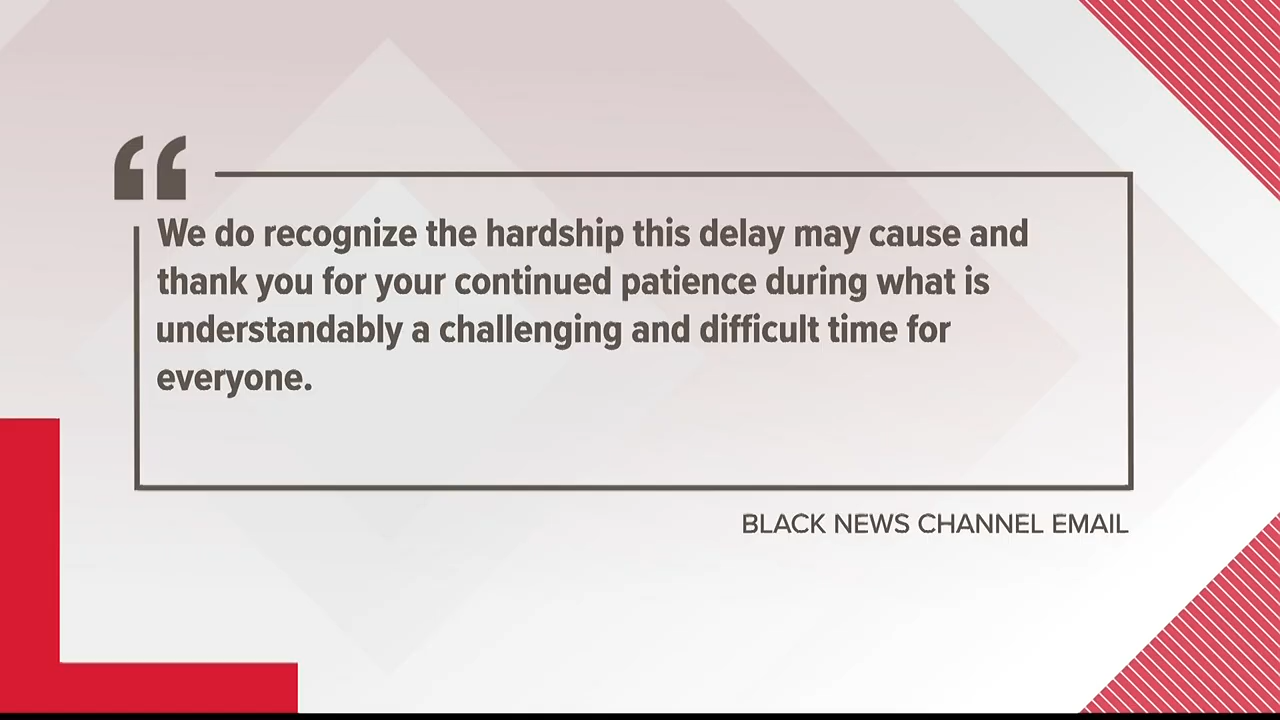 “
We do recognize the hardship this delay may cause and
thank you for your continued patience during what is
understandably a challenging and difficult time for
everyone.
BLACK NEWS CHANNEL EMAIL